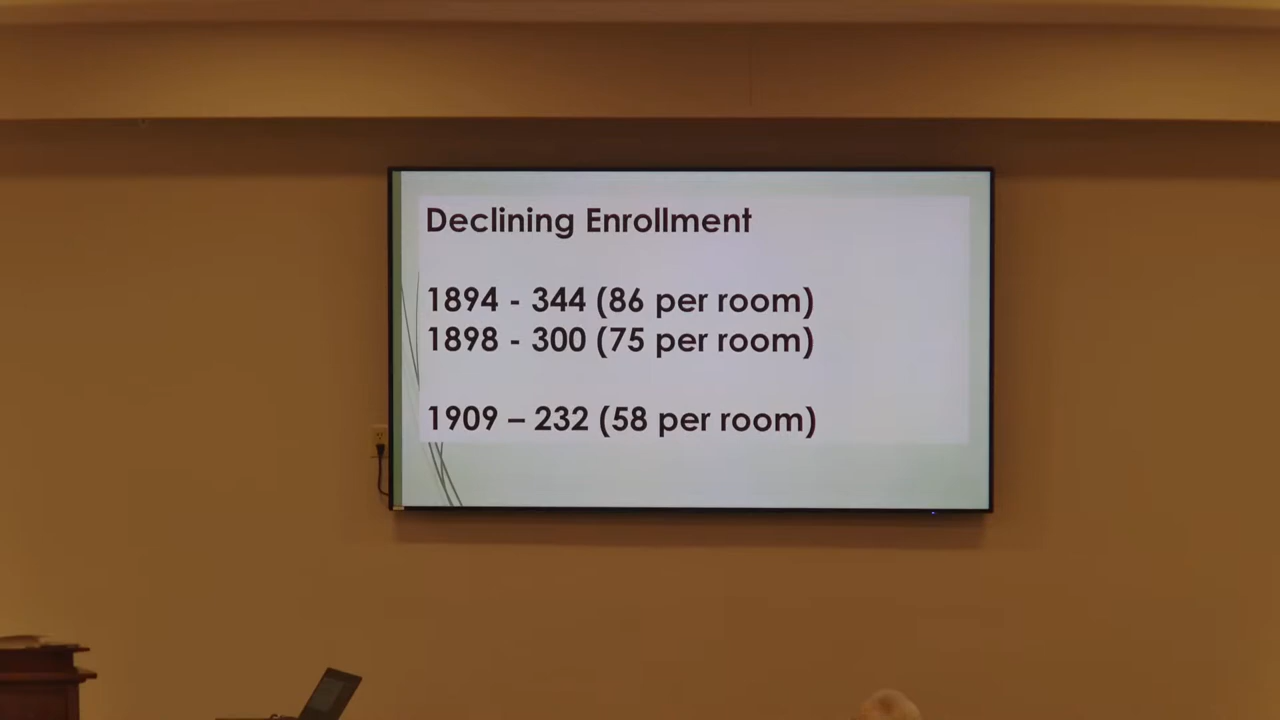 Declining Enrollment
1894 - 344 (86 per room)
1898 - 300 (75 per room)
1909 – 232 (58 per room)